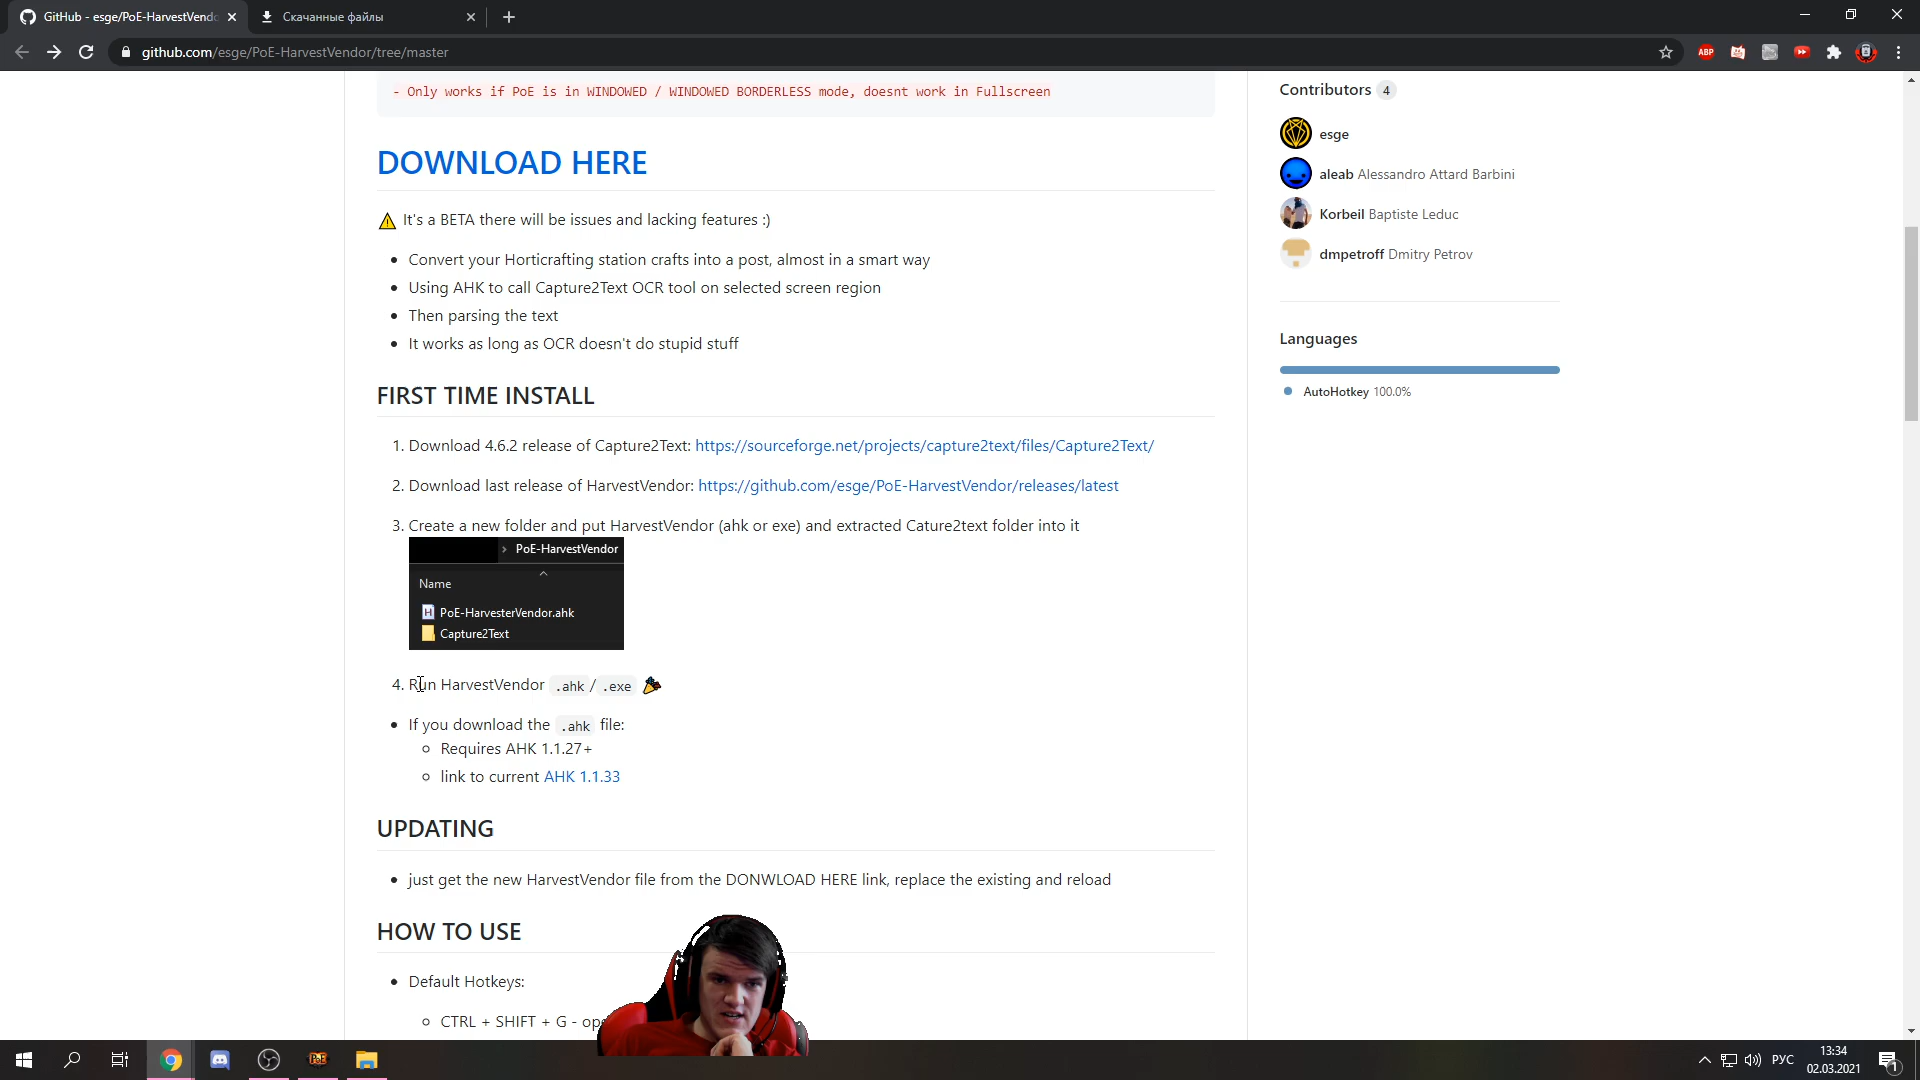 GitHub - esge/PoE-HarvestVendo
Скачанные файлы
github.com/esge/PoE-HarvestVendor/tree/master
ABP
- Only works if PoE is in WINDOWED / WINDOWED BORDERLESS mode, doesnt work in Fullscreen
DOWNLOAD HERE
It's a BETA there will be issues and lacking features :)
• Convert your Horticrafting station crafts into a post, almost in a smart way
• Using AHK to call Capture2Text OCR tool on selected screen region
• Then parsing the text
• It works as long as OCR doesn't do stupid stuff
FIRST TIME INSTALL
1. Download 4.6.2 release of Capture2Text: https://sourceforge.net/projects/capture2text/files/Capture2Text/
2. Download last release of HarvestVendor: https://github.com/esge/PoE-HarvestVendor/releases/latest
3. Create a new folder and put HarvestVendor (ahk or exe) and extracted Cature2text folder into it
› PoE-HarvestVendor
Name
H PoE-HarvesterVendor.ahk
Capture2Text
4. Run HarvestVendor .ahk / .exe
• If you download the .ahk file:
Requires AHK 1.1.27+
link to current AHK 1.1.33
UPDATING
• just get the new HarvestVendor file from the DONWLOAD HERE link, replace the existing and reload
HOW TO USE
• Default Hotkeys:
CTRL + SHIFT + G -
Contributors 4
esge
aleab Alessandro Attard Barbini
Korbeil Baptiste Leduc
dmpetroff Dmitry Petrov
Languages
AutoHotkey 100.0%
PoE
РУС
13:34
02.03.2021
1